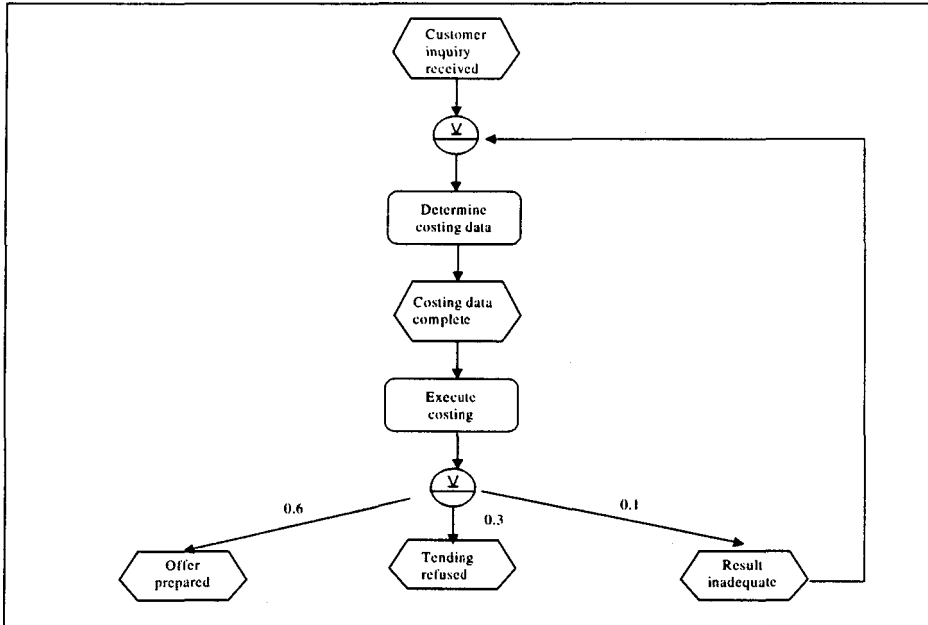 Customer
inquiry
received
V
Determine
costing data
Costing data
complete
Execute
costing
V
0.6
0.3
0.1
Offer
prepared
Tending
refused
Result
inadequate